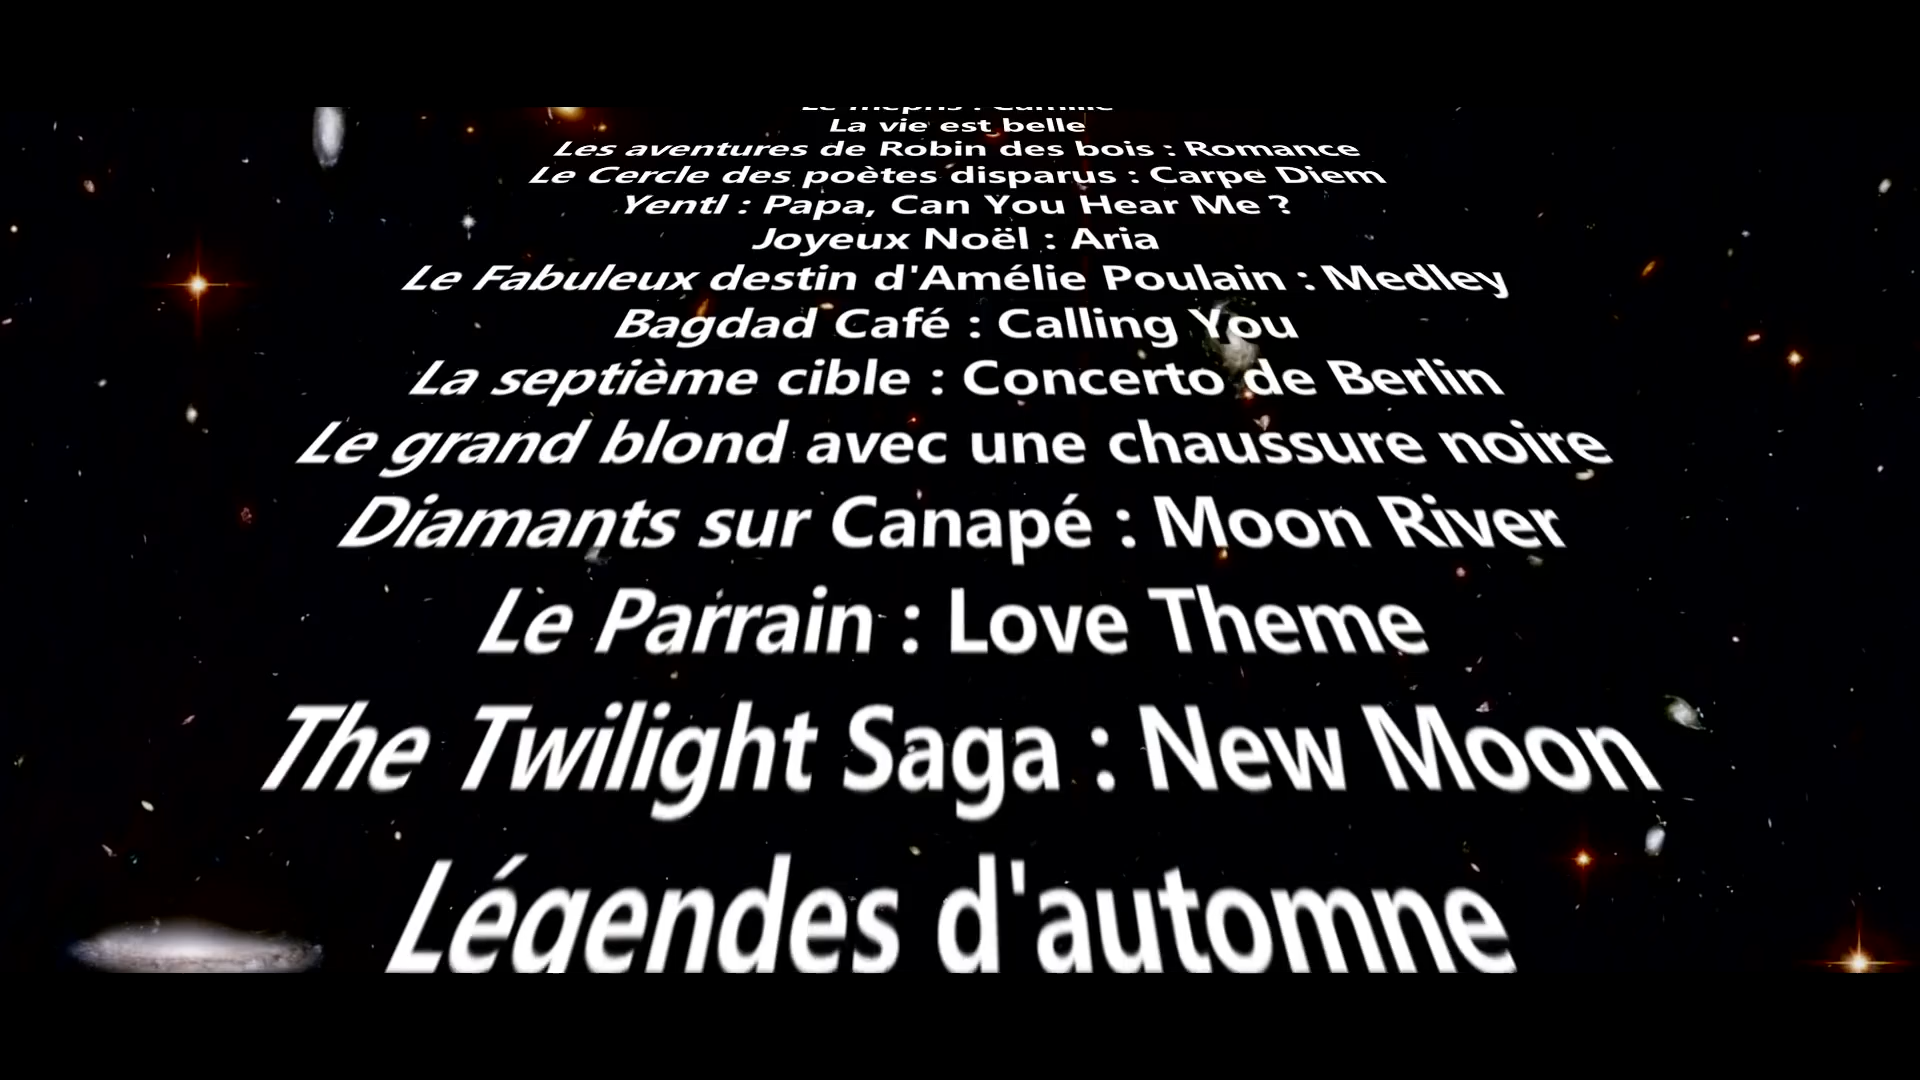 Le mépris : Camille
La vie est belle
Les aventures de Robin des bois : Romance
Le Cercle des poètes disparus : Carpe Diem
Yentl : Papa, Can You Hear Me ?
Joyeux Noël : Aria
Le Fabuleux destin d'Amélie Poulain : Medley
Bagdad Café : Calling You
La septième cible : Concerto de Berlin
Le grand blond avec une chaussure noire
Diamants sur Canapé : Moon River
Le Parrain : Love Theme
The Twilight Saga : New Moon
Légendes d'automne